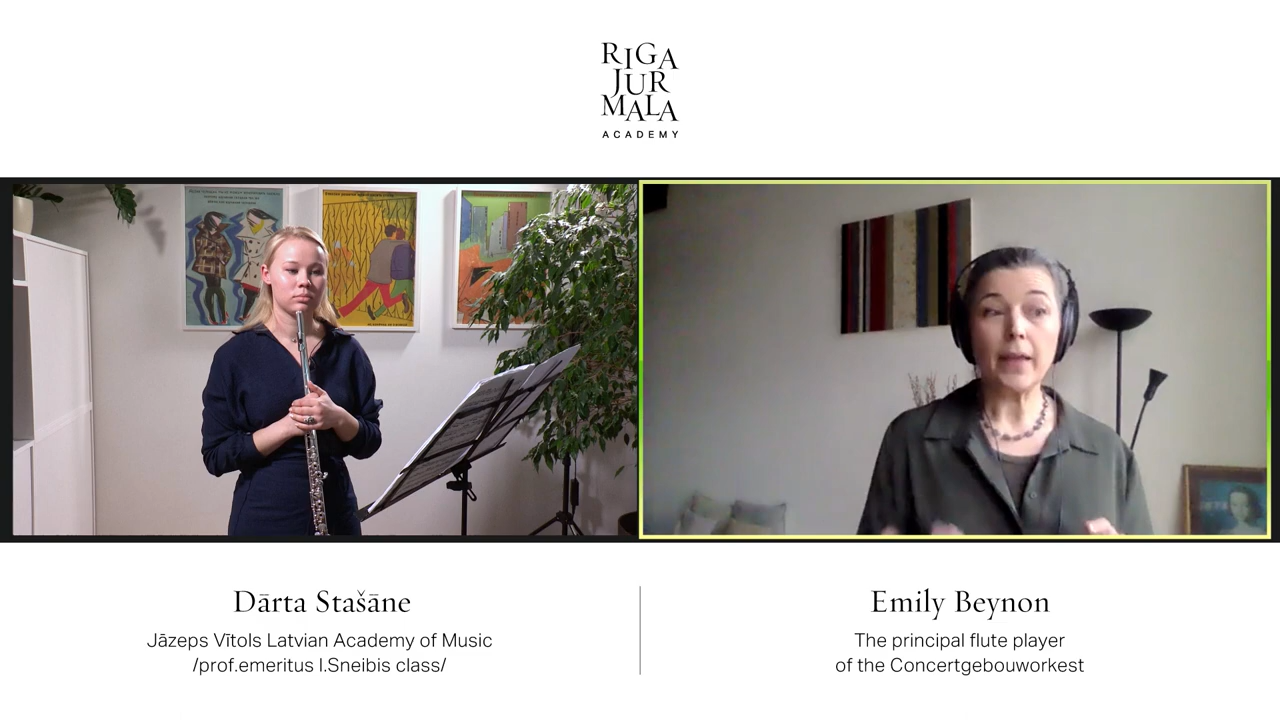 RIGA
JUR
MALA
ACADEMY
Dārta Stašāne
Jāzeps Vītols Latvian Academy of Music
/prof.emeritus I.Sneibis class/
Emily Beynon
The principal flute player
of the Concertgebouworkest